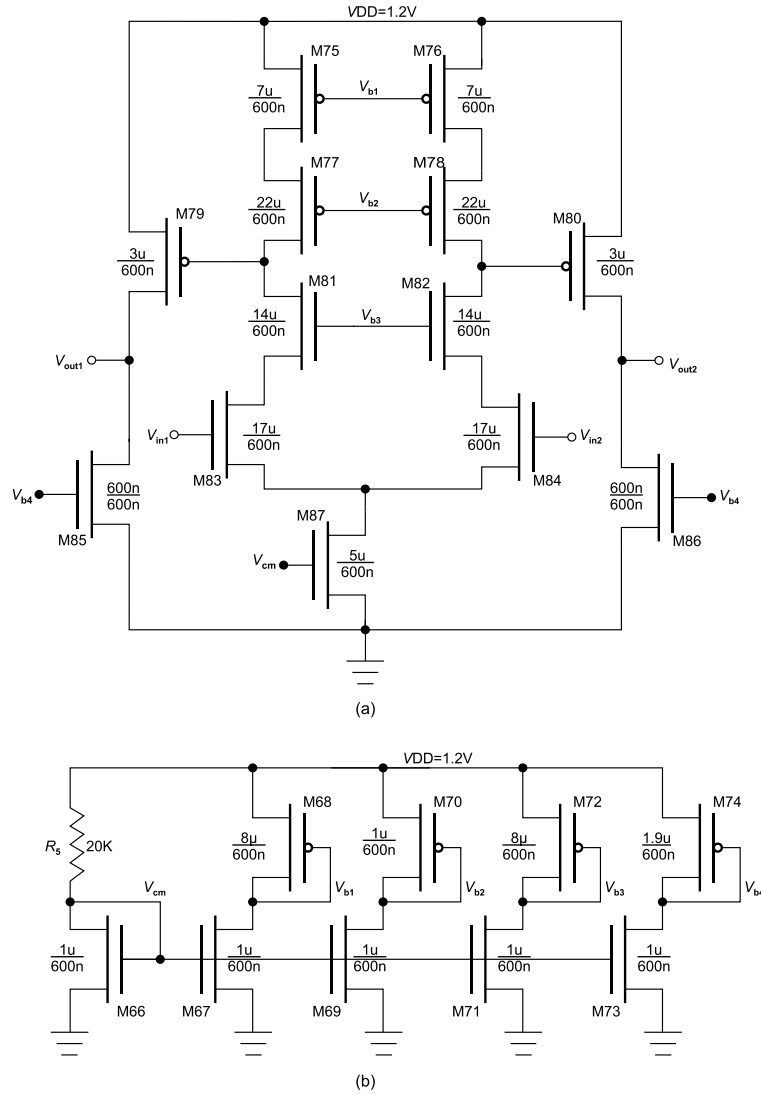 VDD=1.2V
M75 M76
7u
600n
Vb1
7u
600n
M77 M78
22u
600n
Vb2
22u
600n
M79 M80
3u
600n
3u
600n
M81 M82
14u
600n
Vb3
14u
600n
Vout1 Vout2
Vin1
17u
600n
17u
600n
Vin2
M83 M84
Vb4
600n
600n
600n
600n
Vb4
M85 M86
M87
Vcm
5u
600n
(a)
VDD=1.2V
M68 M70 M72 M74
R5 20K
8μ
600n
1u
600n
8μ
600n
1.9u
600n
Vcm Vb1 Vb2 Vb3 Vb4
1u
600n
1u
600n
1u
600n
1u
600n
1u
600n
M66 M67 M69 M71 M73
(b)